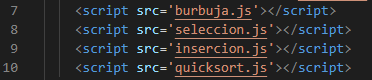 7 <script src='burbuja.js'></script>
8 <script src='seleccion.js'></script>
9 <script src='insercion.js'></script>
10 <script src='quicksort.js'></script>